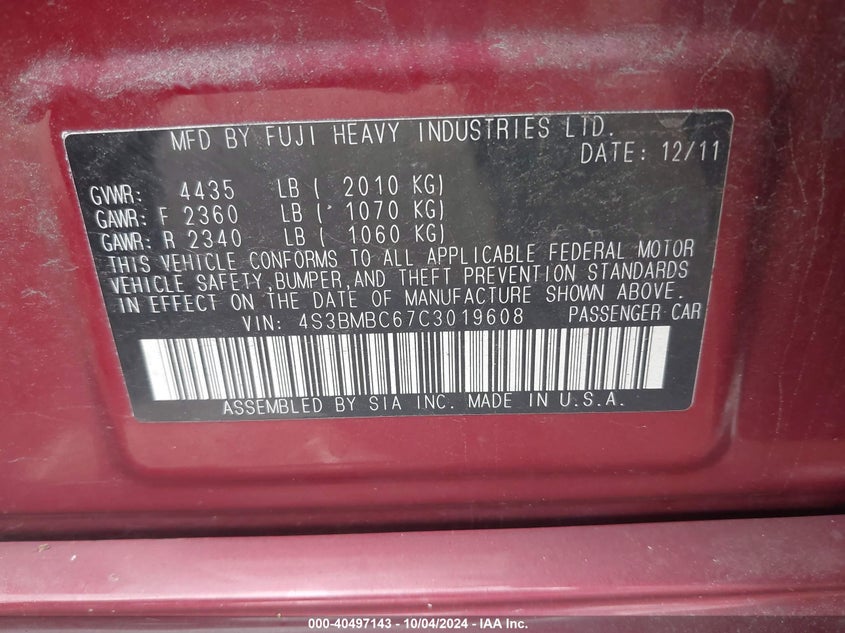 MFD BY FUJI HEAVY INDUSTRIES LTD.
DATE: 12/11
GVWR: 4435 LB ( 2010 KG)
GAWR: F 2360 LB ( 1070 KG)
GAWR: R 2340 LB ( 1060 KG)
THIS VEHICLE CONFORMS TO ALL APPLICABLE FEDERAL MOTOR
VEHICLE SAFETY,BUMPER,AND THEFT PREVENTION STANDARDS
IN EFFECT ON THE DATE OF MANUFACTURE SHOWN ABOVE.
VIN: 4S3BMBC67C3019608 PASSENGER CAR
ASSEMBLED BY SIA INC. MADE IN U.S.A.
000-40497143 - 10/04/2024 - IAA Inc.